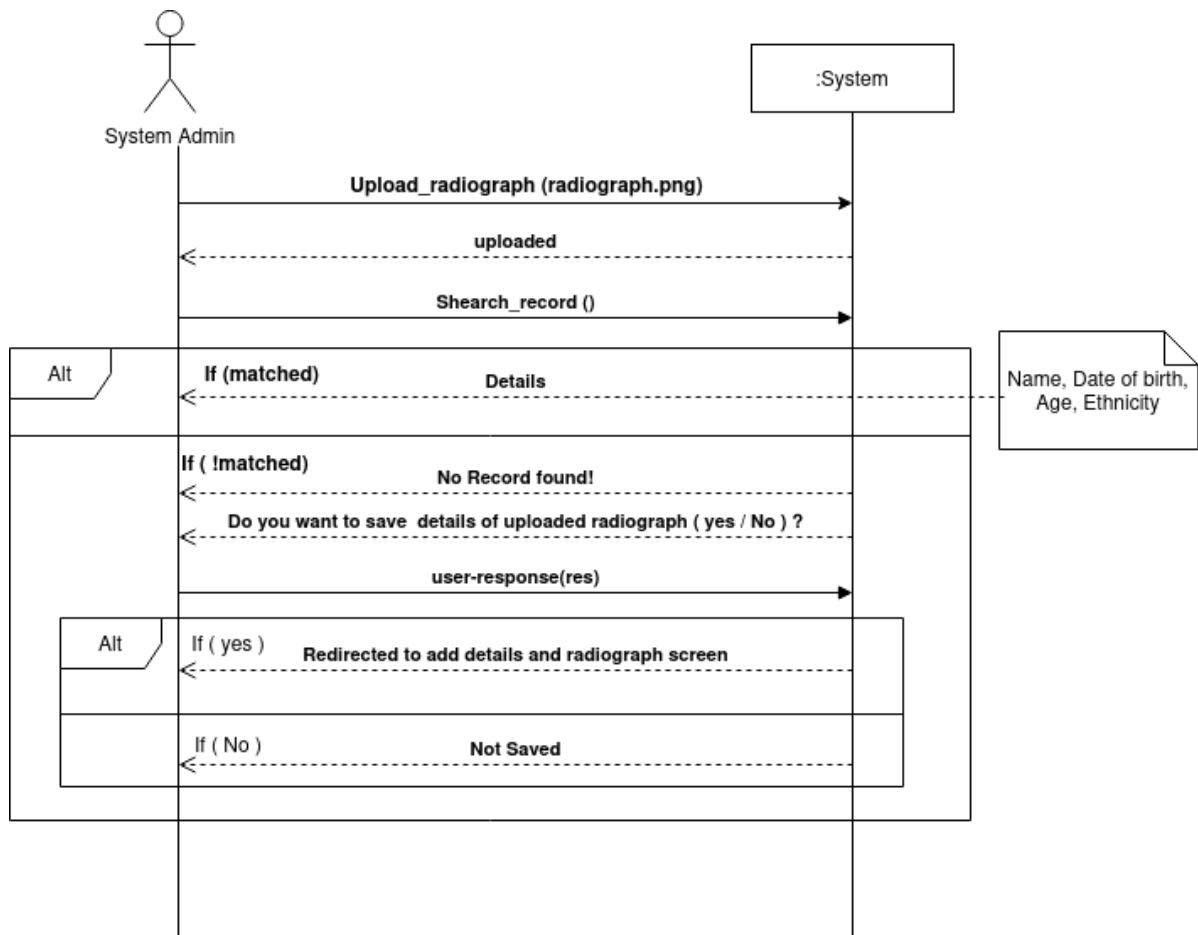 :System
System Admin
Upload_radiograph (radiograph.png)
uploaded
Shearch_record ()
Alt
If (matched)
Details
Name, Date of birth,
Age, Ethnicity
If ( !matched)
No Record found!
Do you want to save  details of uploaded radiograph ( yes / No ) ?
user-response(res)
Alt
If ( yes )
Redirected to add details and radiograph screen
If ( No )
Not Saved